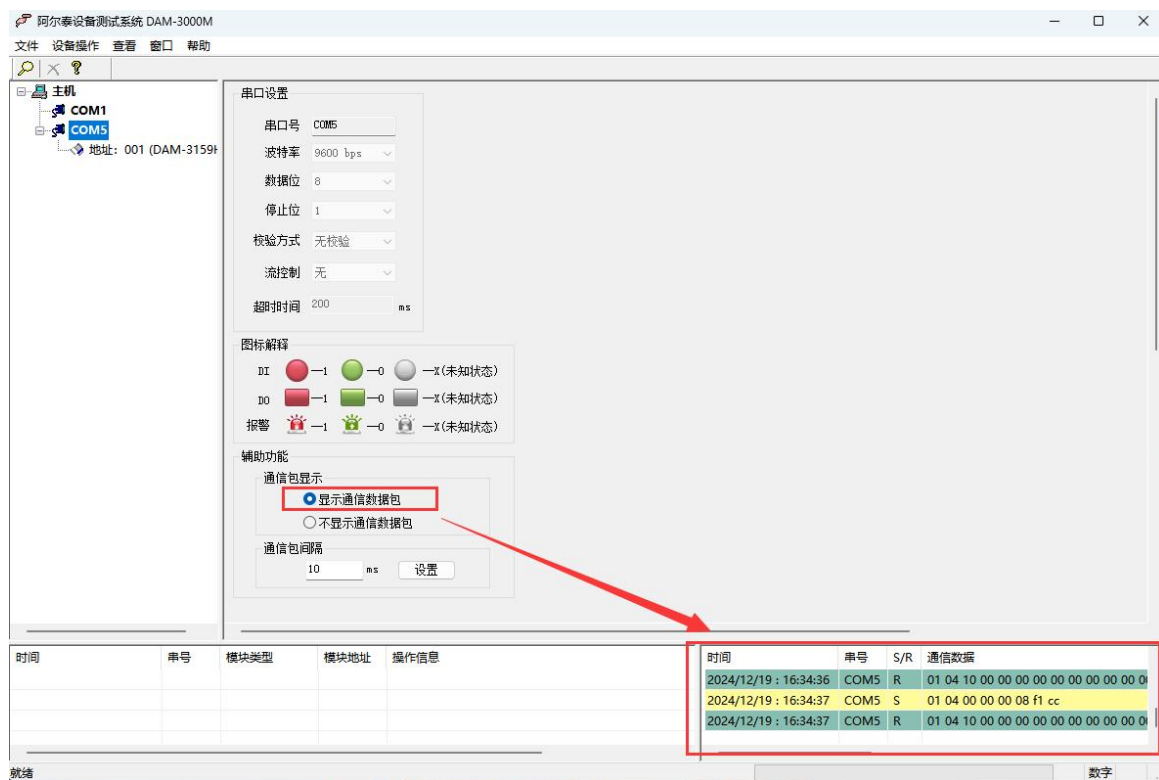 阿尔泰设备测试系统 DAM-3000M
文件 设备操作 查看 窗口 帮助
主机
COM1
COM5
地址：001 (DAM-3159H
串口设置
串口号 COM5
波特率 9600 bps
数据位 8
停止位 1
校验方式 无校验
流控制 无
超时时间 200 ms
图标解释
DI —1 —0 —X(未知状态)
DO —1 —0 —X(未知状态)
报警 —1 —0 —X(未知状态)
辅助功能
通信包显示
显示通信数据包
不显示通信数据包
通信包间隔
10 ms 设置
时间 串号 模块类型 模块地址 操作信息
时间 串号 S/R 通信数据
2024/12/19 : 16:34:36 COM5 R 01 04 10 00 00 00 00 00 00 00 00 00
2024/12/19 : 16:34:37 COM5 S 01 04 00 00 00 08 f1 cc
2024/12/19 : 16:34:37 COM5 R 01 04 10 00 00 00 00 00 00 00 00 00
就绪 数字